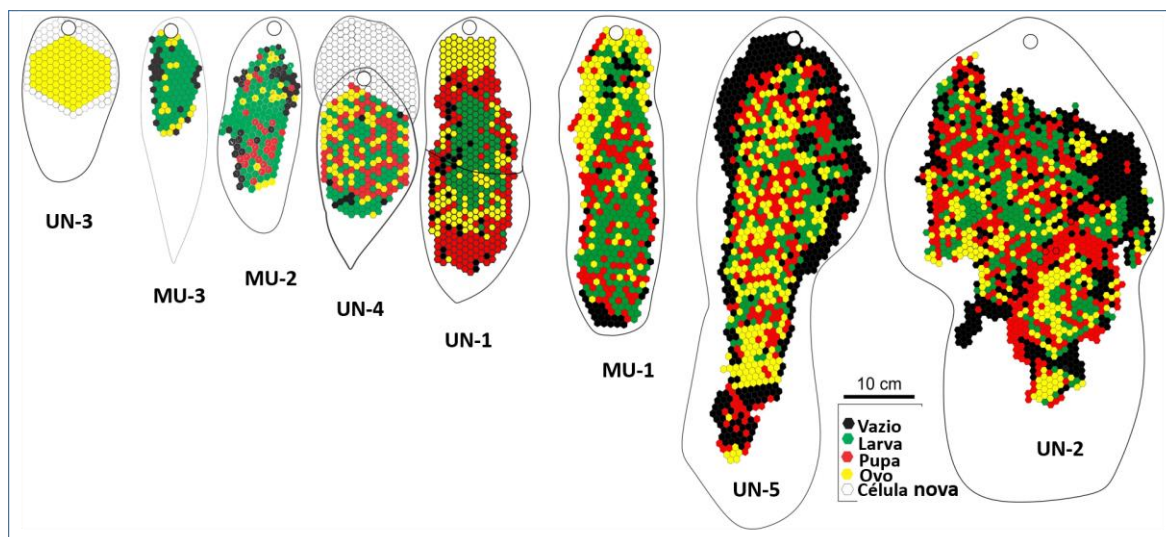 UN-3
MU-3
MU-2
UN-4
UN-1
MU-1
UN-5
UN-2
10 cm
Vazio
Larva
Pupa
Ovo
Célula nova